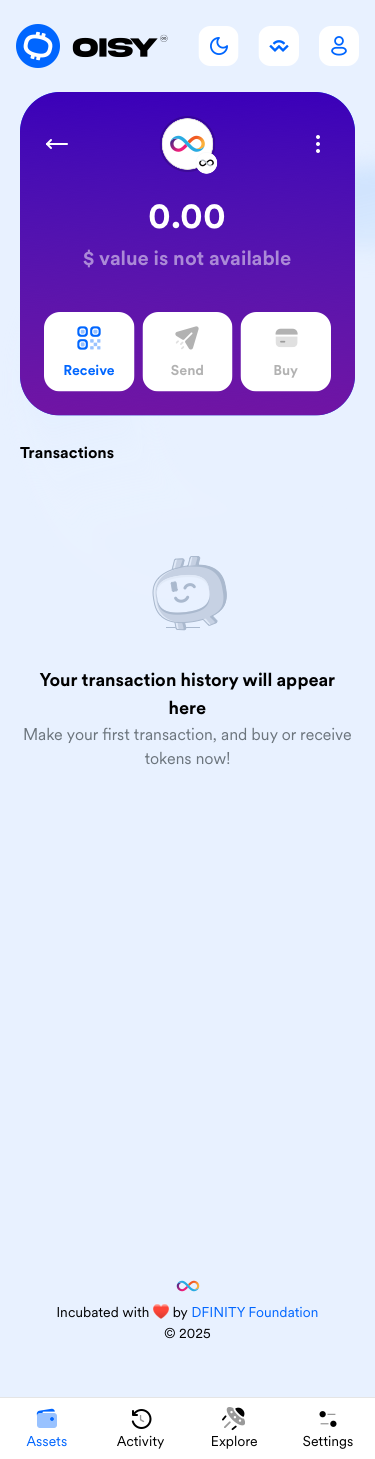 OISY
0.00
$ value is not available
Receive
Send
Buy
Transactions
Your transaction history will appear
here
Make your first transaction, and buy or receive
tokens now!
Incubated with ❤️ by DFINITY Foundation
© 2025
Assets
Activity
Explore
Settings